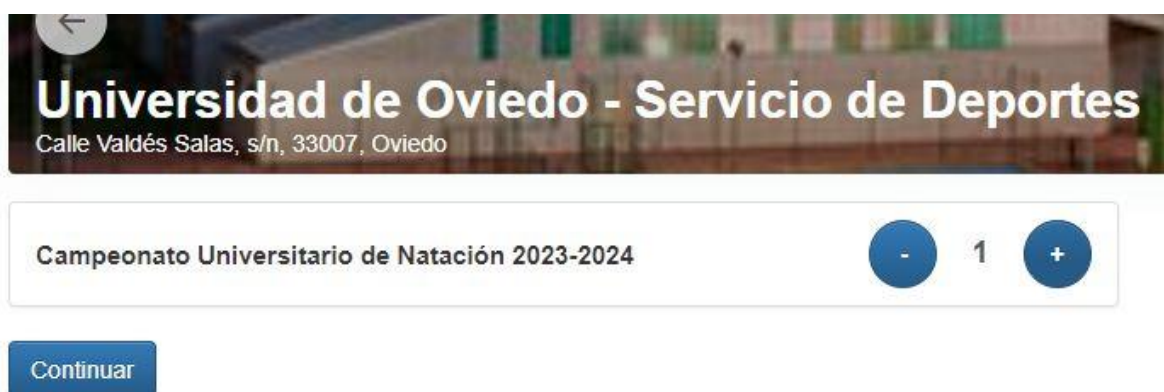 Universidad de Oviedo - Servicio de Deportes
Calle Valdés Salas, s/n, 33007, Oviedo
Campeonato Universitario de Natación 2023-2024 - 1 +
Continuar